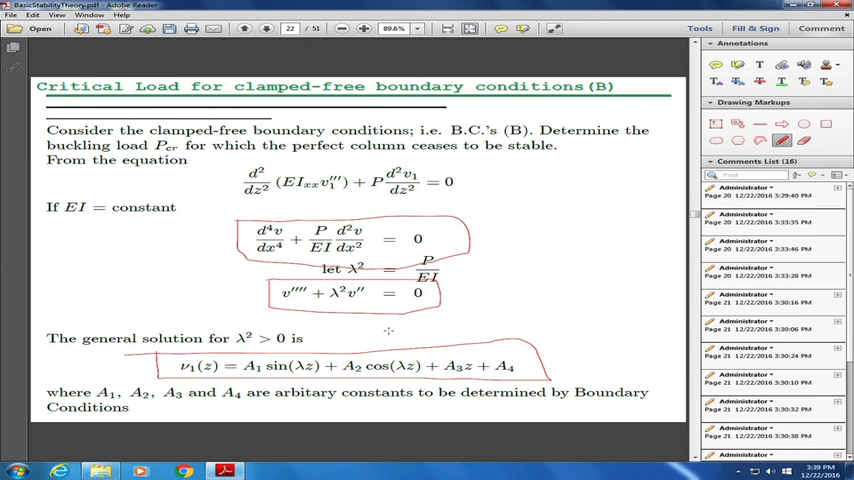 BasicStabilityTheory.pdf - Adobe Reader
File Edit View Window Help
Open 22 / 51 89.6% Tools Fill & Sign Comment
Critical Load for clamped-free boundary conditions(B)
Consider the clamped-free boundary conditions; i.e. B.C.'s (B). Determine the
buckling load P_cr for which the perfect column ceases to be stable.
From the equation
d²/dz² (EI_xx v₁''') + P d²v₁/dz² = 0
If EI = constant
d⁴v/dx⁴ + P/EI d²v/dx² = 0
let λ² = P/EI
v'''' + λ²v'' = 0
The general solution for λ² > 0 is
ν₁(z) = A₁ sin(λz) + A₂ cos(λz) + A₃z + A₄
where A₁, A₂, A₃ and A₄ are arbitary constants to be determined by Boundary
Conditions
Annotations
Drawing Markups
Comments List (16)
Search
Administrator
Page 20 12/22/2016 3:29:40 PM
Administrator
Page 21 12/22/2016 3:33:35 PM
Administrator
Page 20 12/22/2016 3:33:46 PM
Administrator
Page 20 12/22/2016 3:33:28 PM
Administrator
Page 21 12/22/2016 3:30:16 PM
Administrator
Page 21 12/22/2016 3:30:06 PM
Administrator
Page 21 12/22/2016 3:30:24 PM
Administrator
Page 21 12/22/2016 3:30:10 PM
Administrator
Page 21 12/22/2016 3:30:32 PM
Administrator
Page 21 12/22/2016 3:30:38 PM
Administrator
3:39 PM
12/22/2016